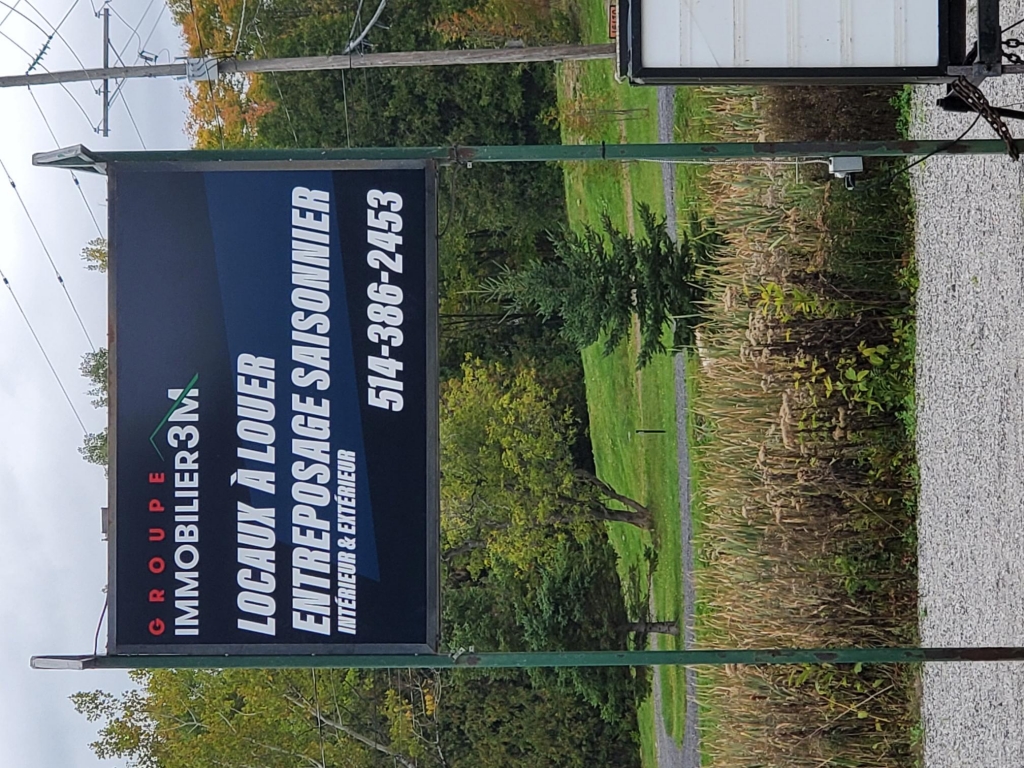 GROUPE
IMMOBILIER3M
LOCAUX À LOUER
ENTREPOSAGE SAISONNIER
INTÉRIEUR & EXTÉRIEUR
514-386-2453